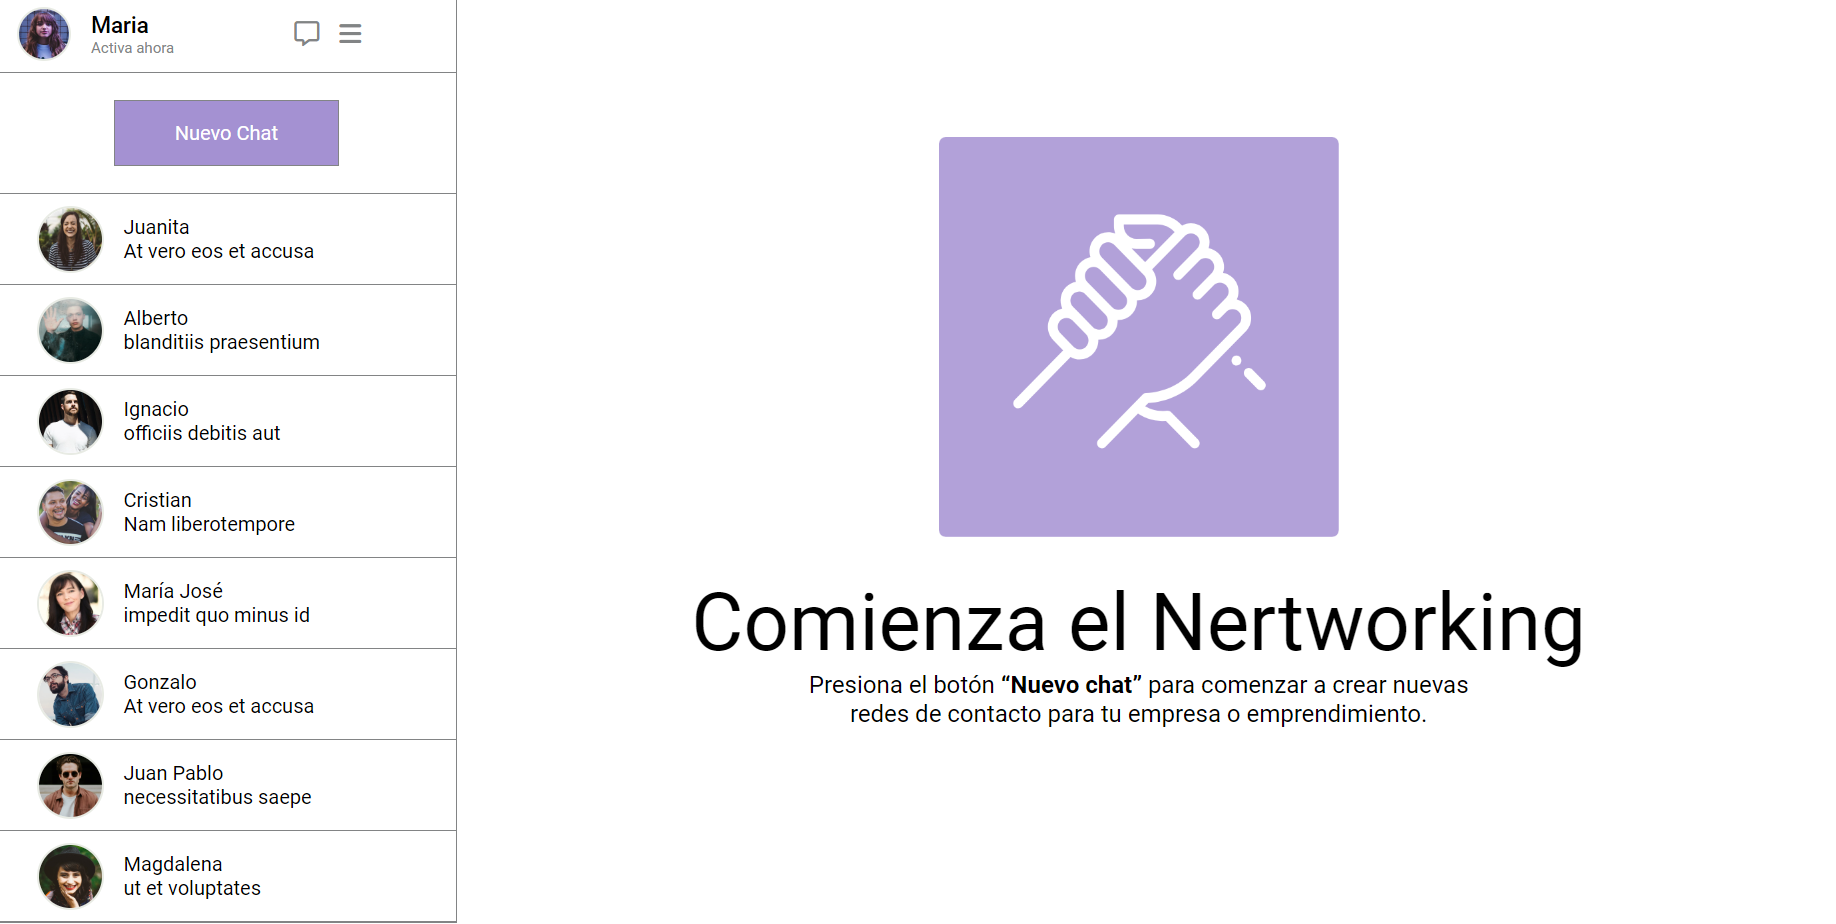 Maria
Activa ahora
Nuevo Chat
Juanita
At vero eos et accusa
Alberto
blanditiis praesentium
Ignacio
officiis debitis aut
Cristian
Nam liberotempore
María José
impedit quo minus id
Gonzalo
At vero eos et accusa
Juan Pablo
necessitatibus saepe
Magdalena
ut et voluptates
Comienza el Nertworking
Presiona el botón “Nuevo chat” para comenzar a crear nuevas
redes de contacto para tu empresa o emprendimiento.